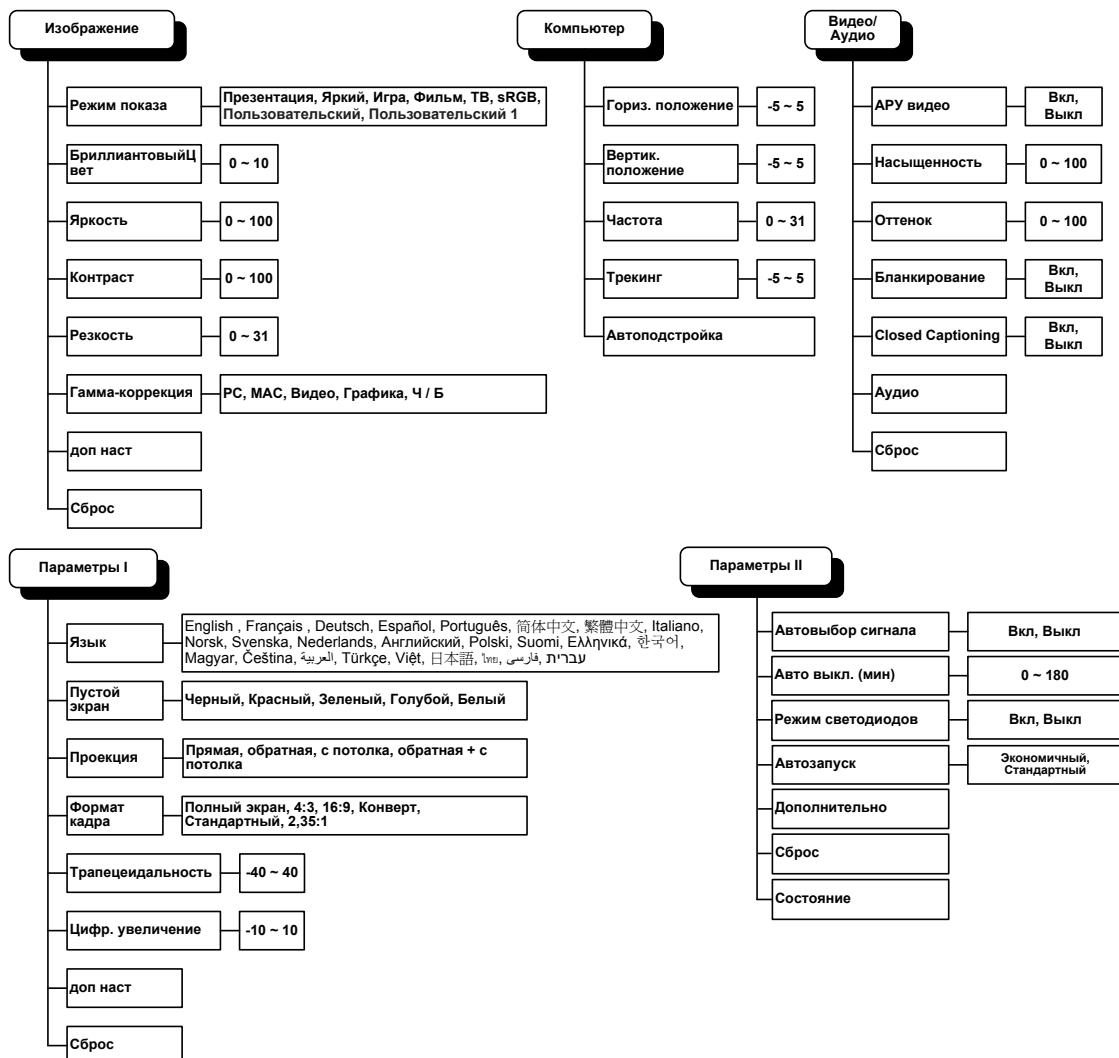 Изображение
Режим показа
Презентация, Яркий, Игра, Фильм, ТВ, sRGB,
Пользовательский, Пользовательский 1
БриллиантовыйЦ
вет
0 ~ 10
Яркость
0 ~ 100
Контраст
0 ~ 100
Резкость
0 ~ 31
Гамма-коррекция
PC, MAC, Видео, Графика, Ч / Б
доп наст
Сброс
Компьютер
Гориз. положение
-5 ~ 5
Вертик.
положение
-5 ~ 5
Частота
0 ~ 31
Трекинг
-5 ~ 5
Автоподстройка
Видео/
Аудио
АРУ видео
Вкл,
Выкл
Насыщенность
0 ~ 100
Оттенок
0 ~ 100
Бланкирование
Вкл,
Выкл
Closed Captioning
Вкл,
Выкл
Аудио
Сброс
Параметры I
Язык
English , Français , Deutsch, Español, Português, 简体中文, 繁體中文, Italiano,
Norsk, Svenska, Nederlands, Английский, Polski, Suomi, Ελληνικά, 한국어,
Magyar, Čeština, العربية, Türkçe, Việt, 日本語, ไทย, فارسی, עברית
Пустой
экран
Черный, Красный, Зеленый, Голубой, Белый
Проекция
Прямая, обратная, с потолка, обратная + с
потолка
Формат
кадра
Полный экран, 4:3, 16:9, Конверт,
Стандартный, 2,35:1
Трапецеидальность
-40 ~ 40
Цифр. увеличение
-10 ~ 10
доп наст
Сброс
Параметры II
Автовыбор сигнала
Вкл, Выкл
Авто выкл. (мин)
0 ~ 180
Режим светодиодов
Вкл, Выкл
Автозапуск
Экономичный,
Стандартный
Дополнительно
Сброс
Состояние